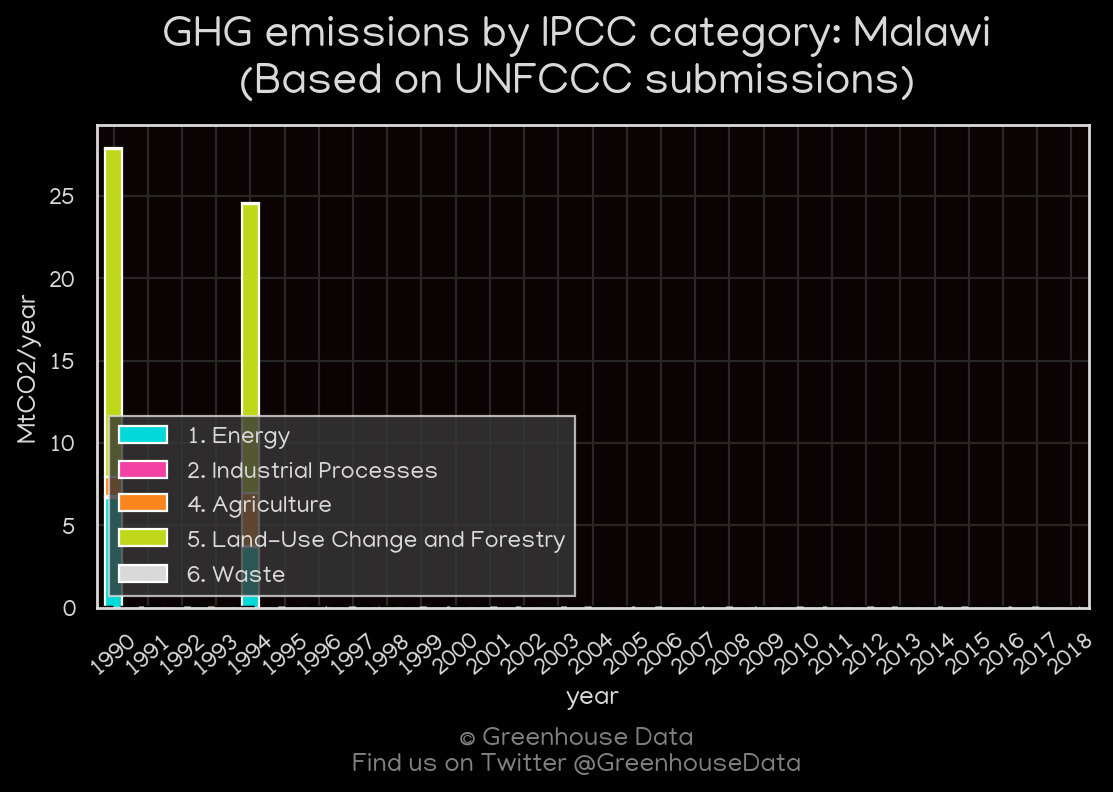 GHG emissions by IPCC category: Malawi
(Based on UNFCCC submissions)
MtCO2/year
25
20
15
10
5
0
1. Energy
2. Industrial Processes
4. Agriculture
5. Land-Use Change and Forestry
6. Waste
1990 1991 1992 1993 1994 1995 1996 1997 1998 1999 2000 2001 2002 2003 2004 2005 2006 2007 2008 2009 2010 2011 2012 2013 2014 2015 2016 2017 2018
year
© Greenhouse Data
Find us on Twitter @GreenhouseData